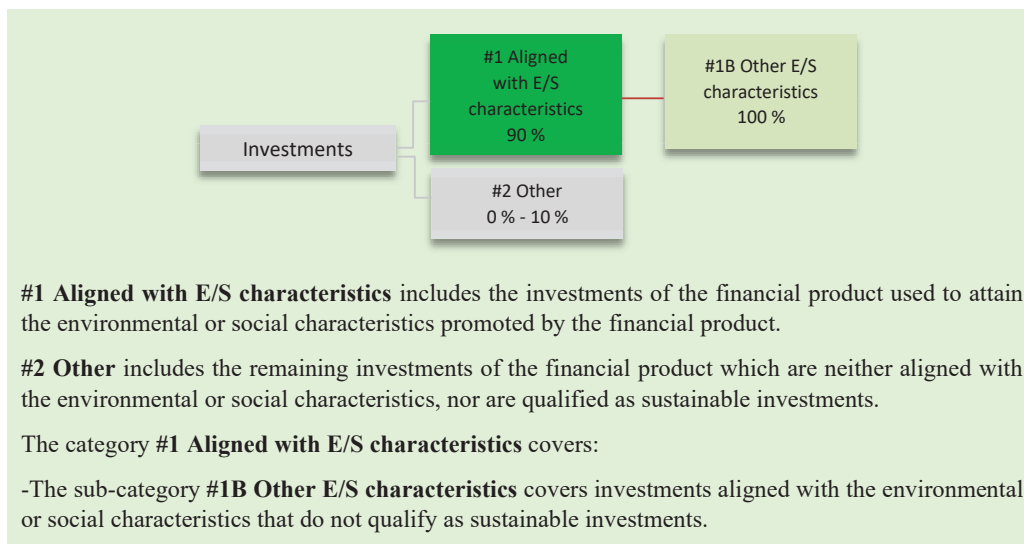 #1 Aligned
with E/S
characteristics
90 %
#1B Other E/S
characteristics
100 %
Investments
#2 Other
0 % - 10 %
#1 Aligned with E/S characteristics includes the investments of the financial product used to attain
the environmental or social characteristics promoted by the financial product.
#2 Other includes the remaining investments of the financial product which are neither aligned with
the environmental or social characteristics, nor are qualified as sustainable investments.
The category #1 Aligned with E/S characteristics covers:
-The sub-category #1B Other E/S characteristics covers investments aligned with the environmental
or social characteristics that do not qualify as sustainable investments.